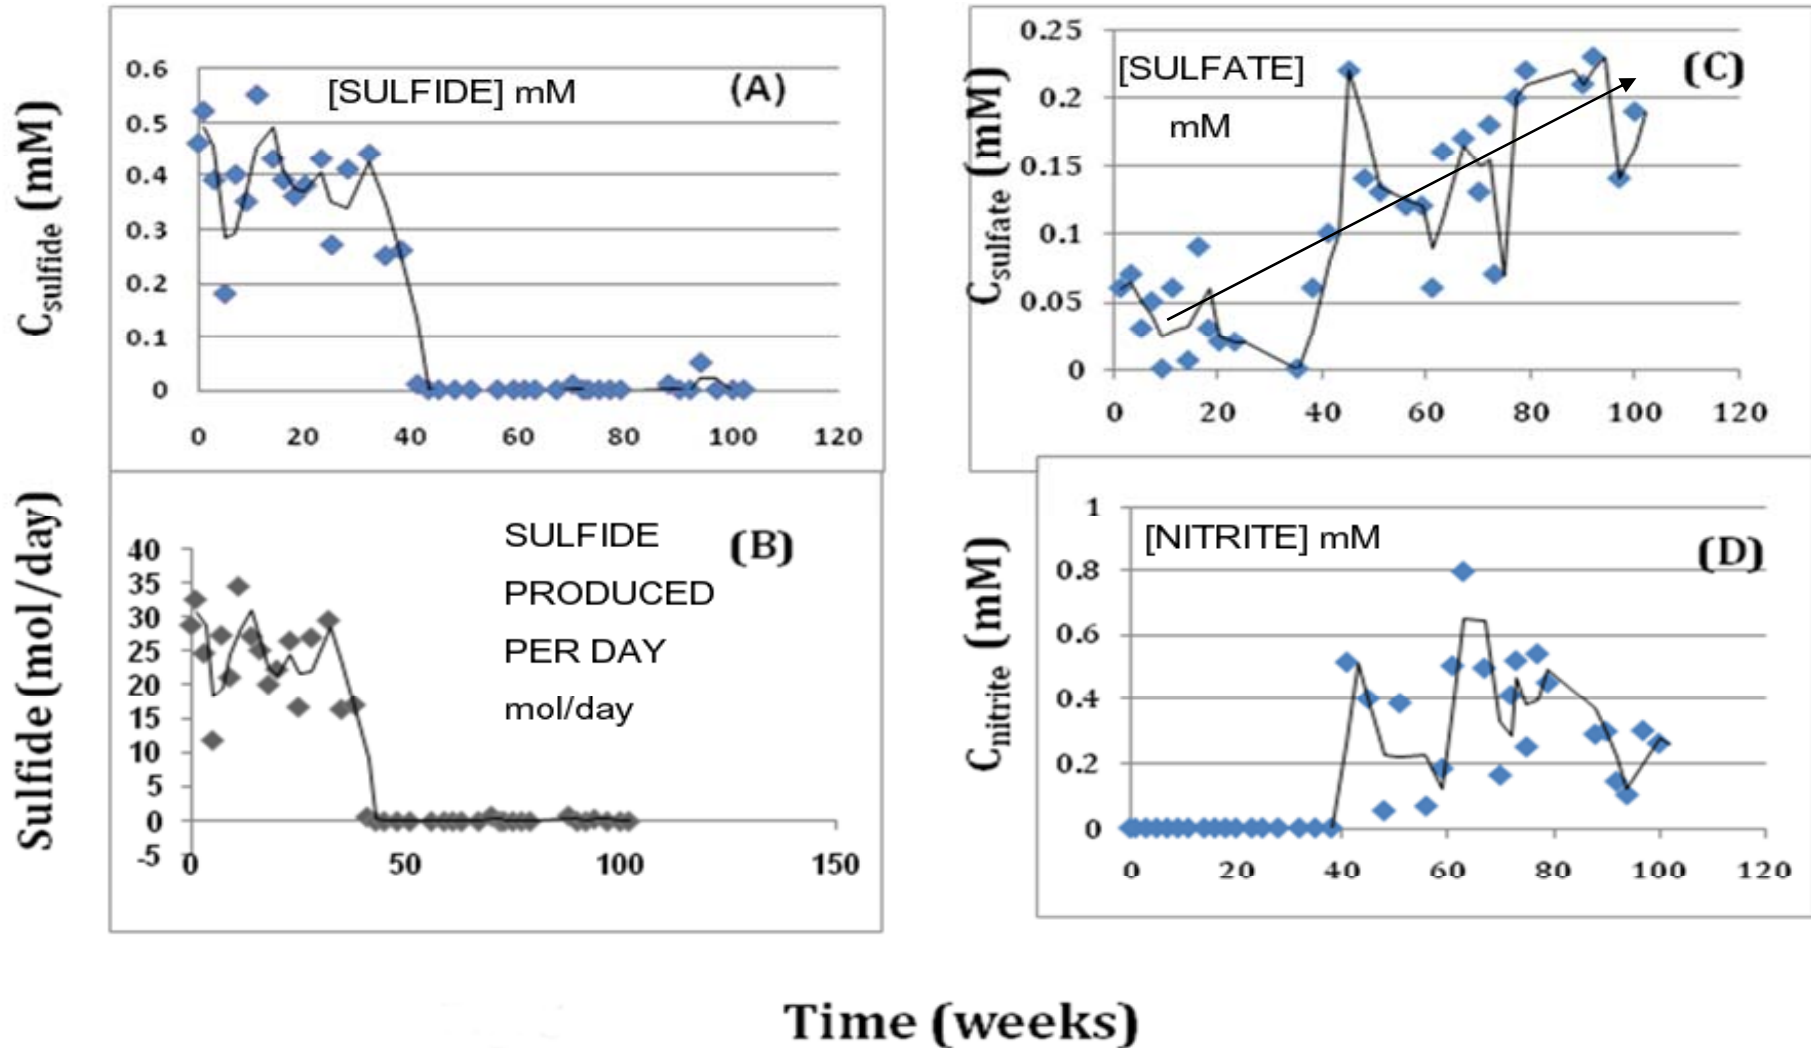 [SULFIDE] mM
(A)
C_sulfide (mM)
0.6
0.5
0.4
0.3
0.2
0.1
0
0 20 40 60 80 100 120
[SULFATE]
mM
(C)
C_sulfate (mM)
0.25
0.2
0.15
0.1
0.05
0
0 20 40 60 80 100 120
SULFIDE
PRODUCED
PER DAY
mol/day
(B)
Sulfide (mol/day)
40
35
30
25
20
15
10
5
0
-5
0 50 100 150
[NITRITE] mM
(D)
C_nitrite (mM)
1
0.8
0.6
0.4
0.2
0
0 20 40 60 80 100 120
Time (weeks)